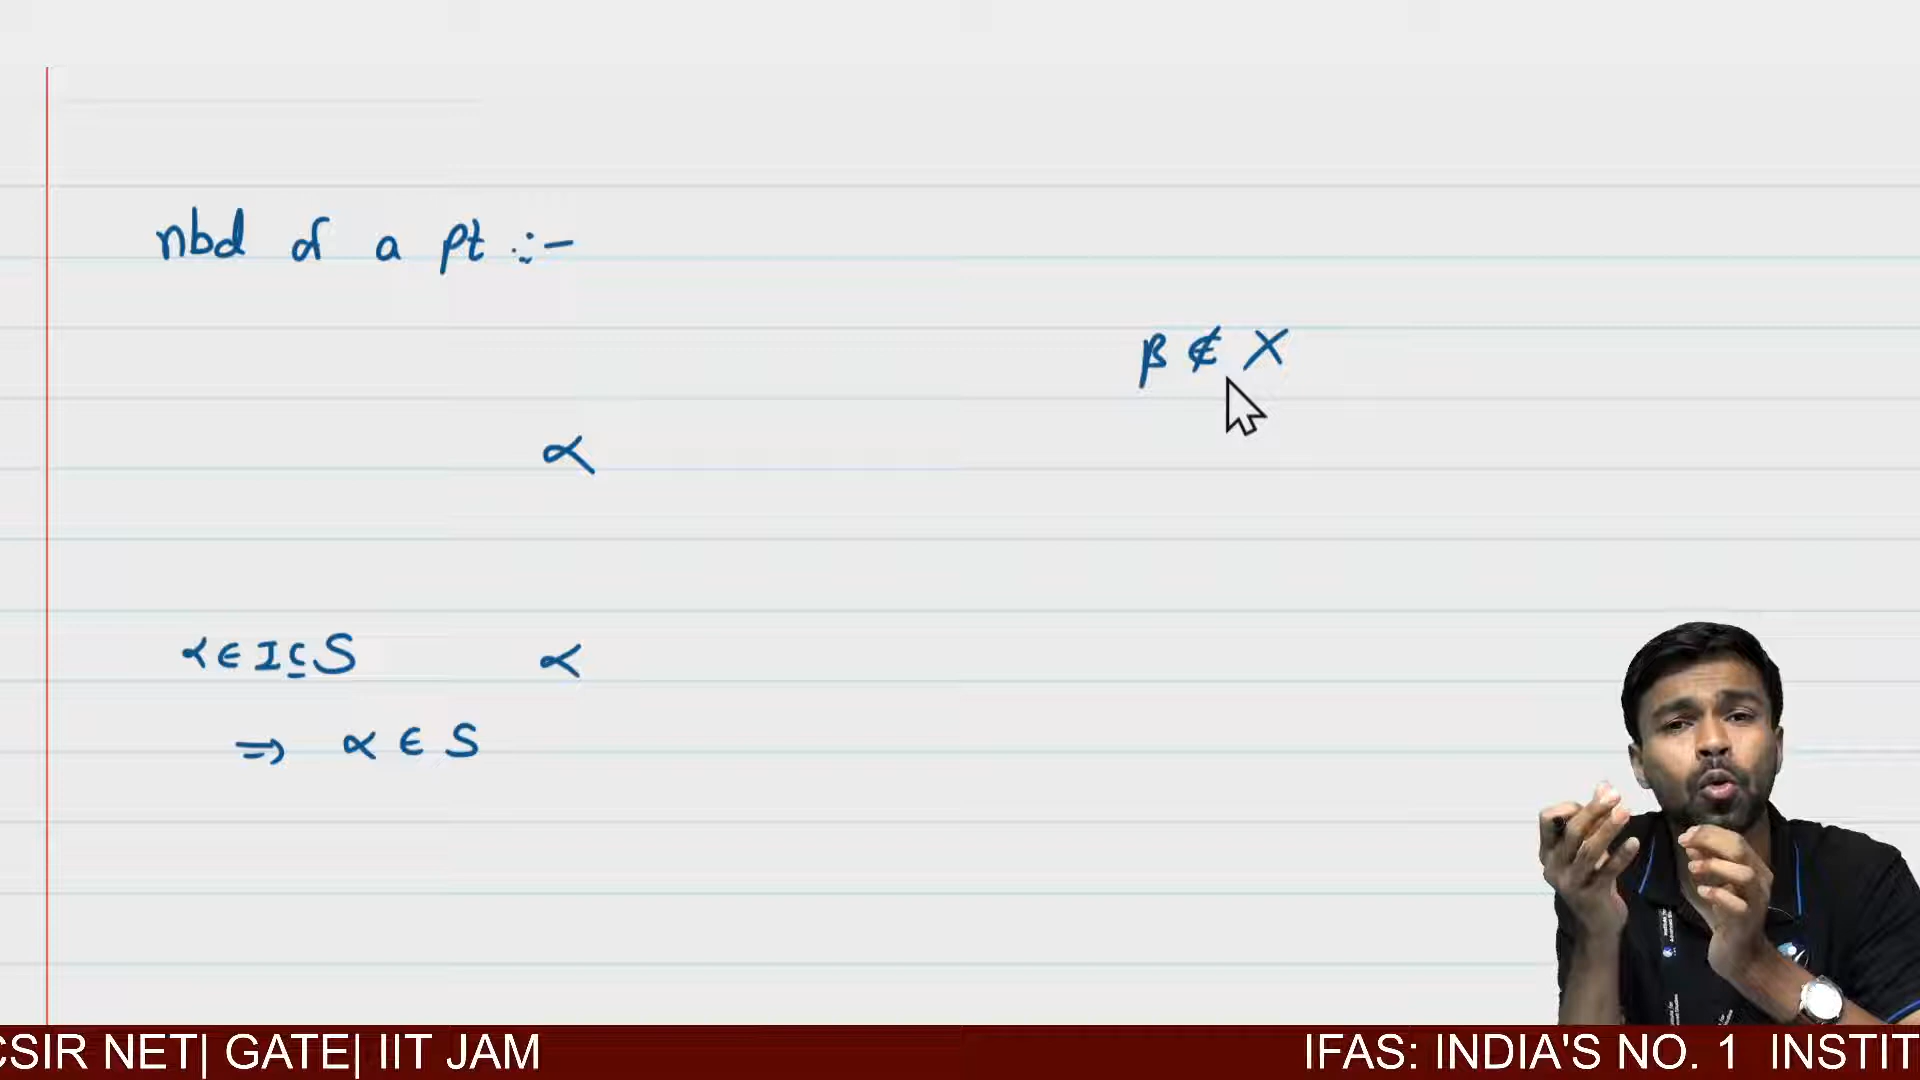 nbd of a pt :-
β ∉ X
α
α ∈ I ⊆ S α
⇒ α ∈ S
CSIR NET| GATE| IIT JAM IFAS: INDIA'S NO. 1 INSTIT